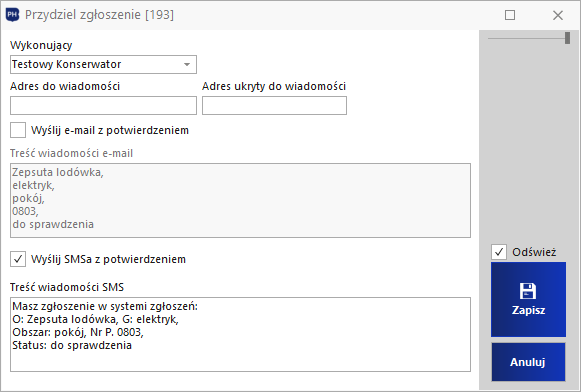 PH
Przydziel zgłoszenie [193]
Wykonujący
Testowy Konserwator
Adres do wiadomości
Adres ukryty do wiadomości
Wyślij e-mail z potwierdzeniem
Treść wiadomości e-mail
Zepsuta lodówka,
elektryk,
pokój,
0803,
do sprawdzenia
Wyślij SMSa z potwierdzeniem
Treść wiadomości SMS
Masz zgłoszenie w systemi zgłoszeń:
O: Zepsuta lodówka, G: elektryk,
Obszar: pokój, Nr P. 0803,
Status: do sprawdzenia
Odśwież
Zapisz
Anuluj